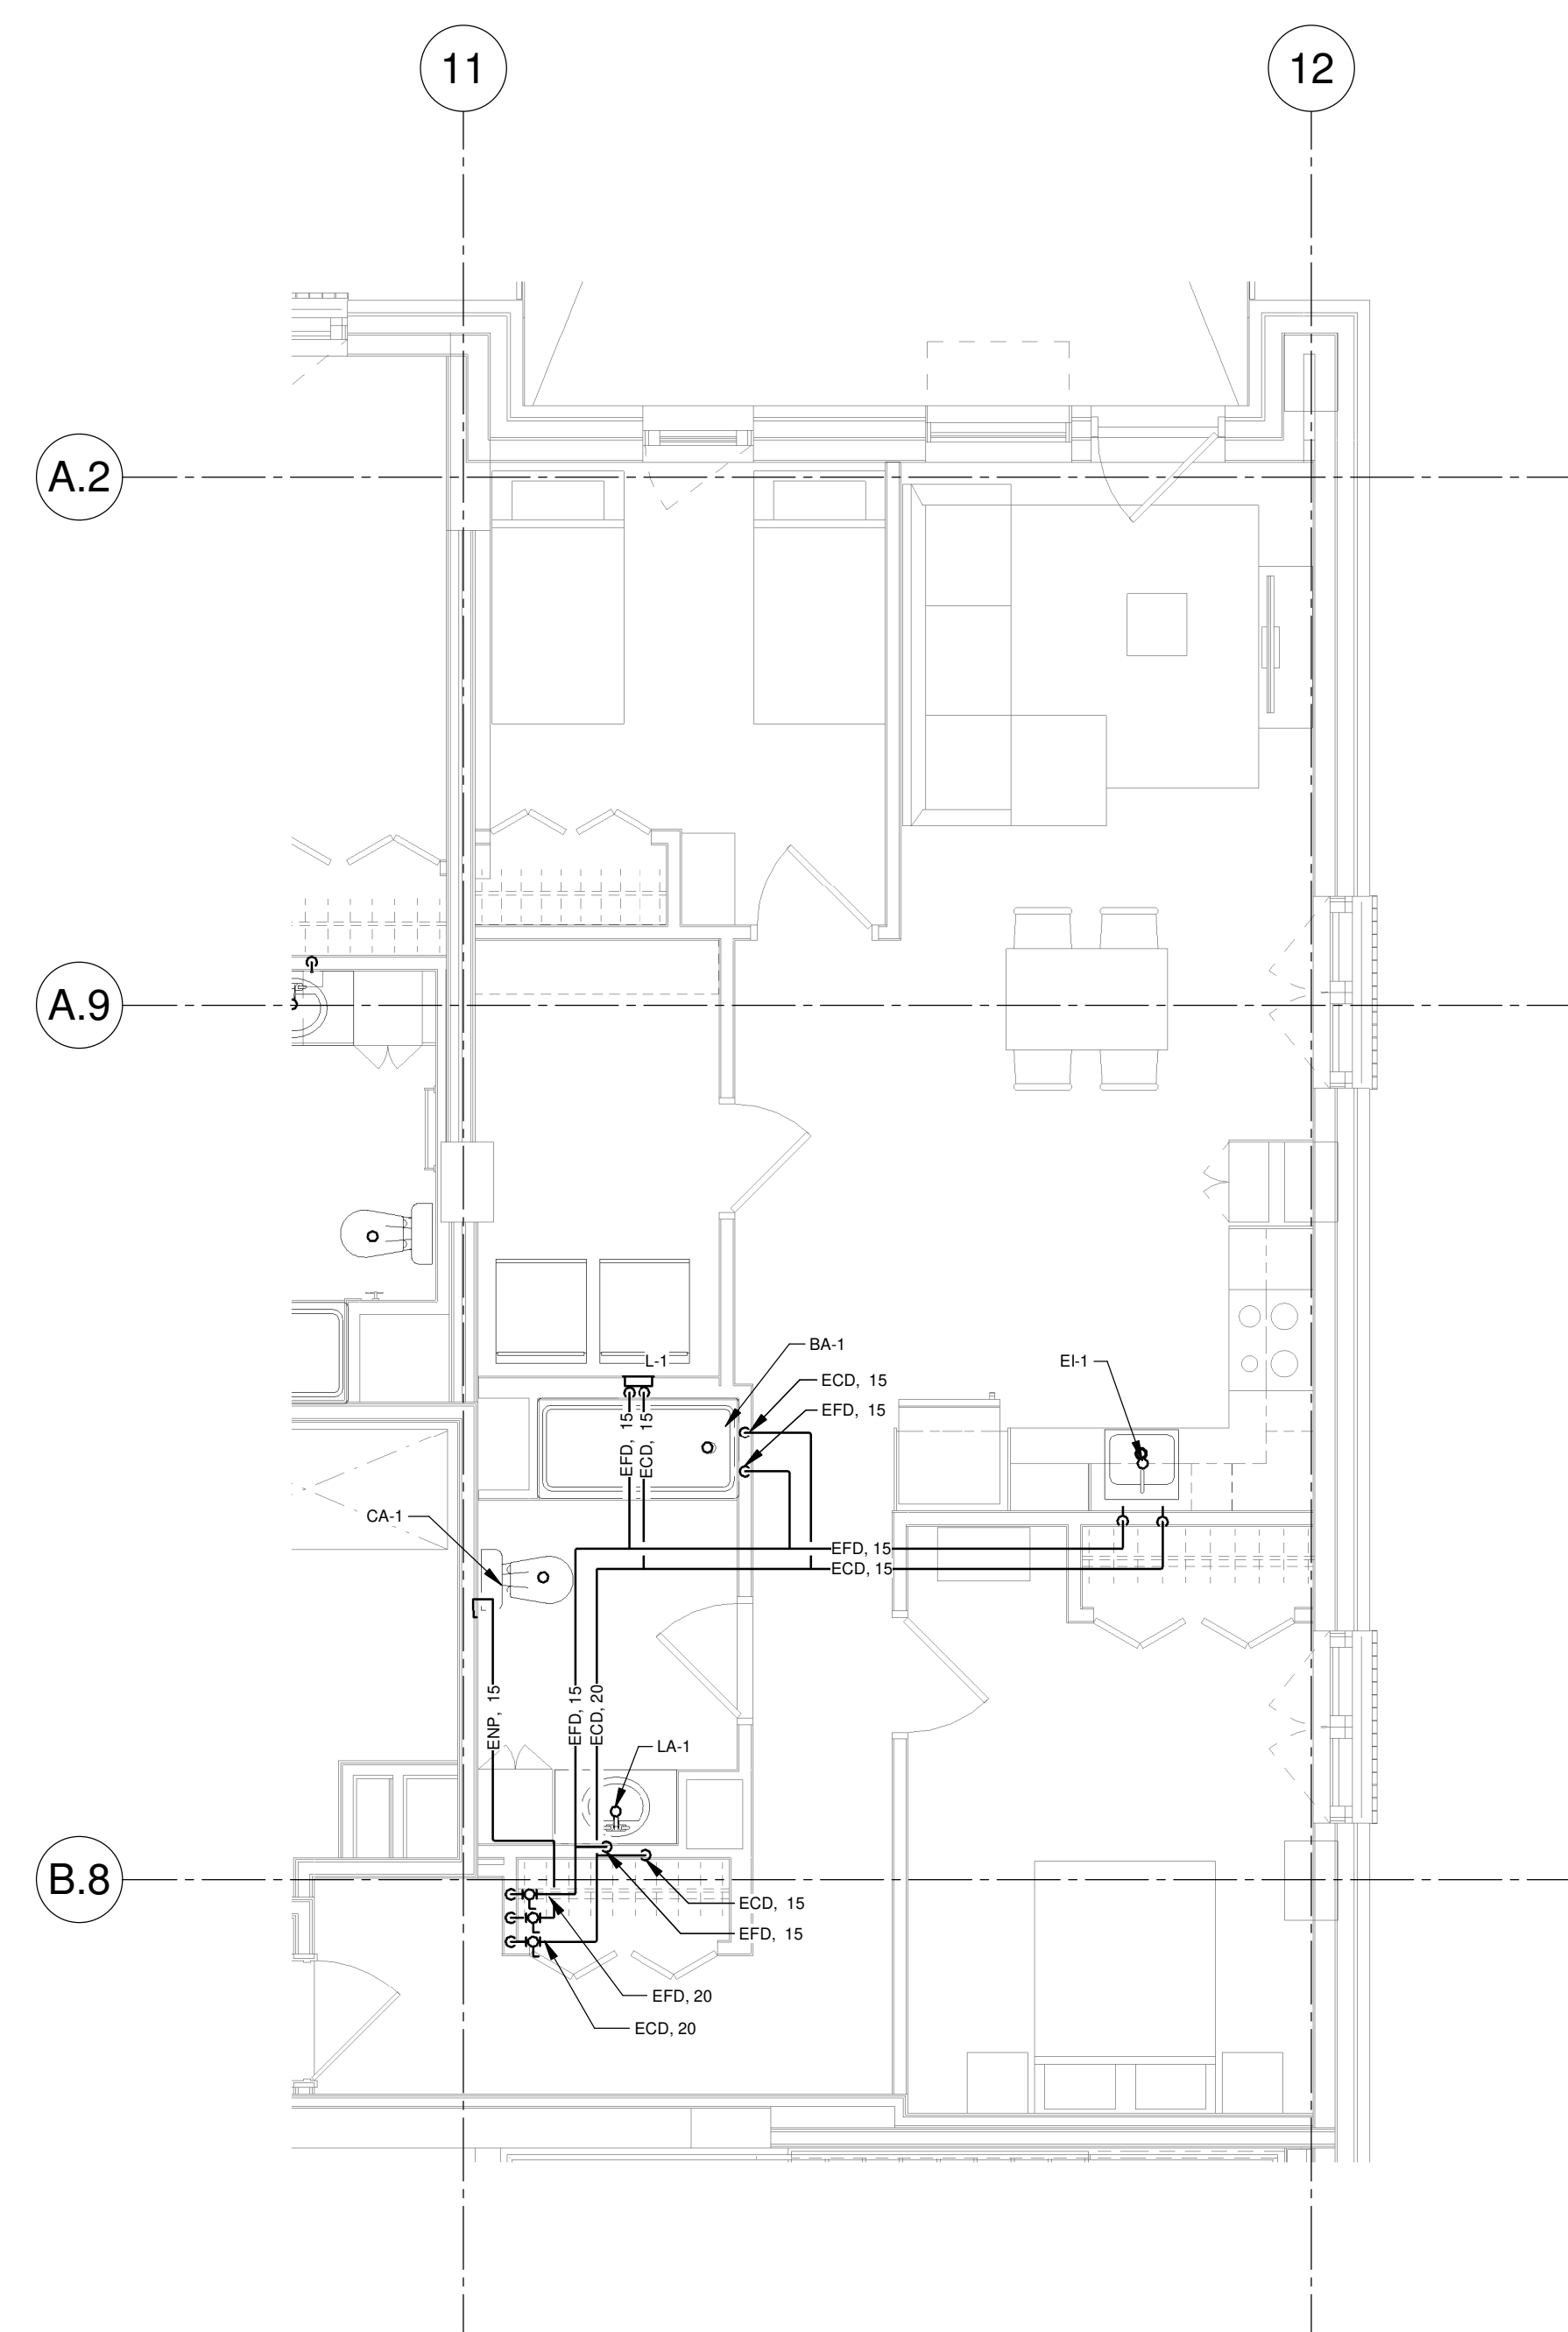 11
12
A.2
A.9
L-1
BA-1
EI-1
ECD, 15
EFD, 15
EFD, 15
ECD, 15
CA-1
EFD, 15
ECD, 15
ENP, 15
EFD, 15
ECD, 20
LA-1
B.8
ECD, 15
EFD, 15
EFD, 20
ECD, 20